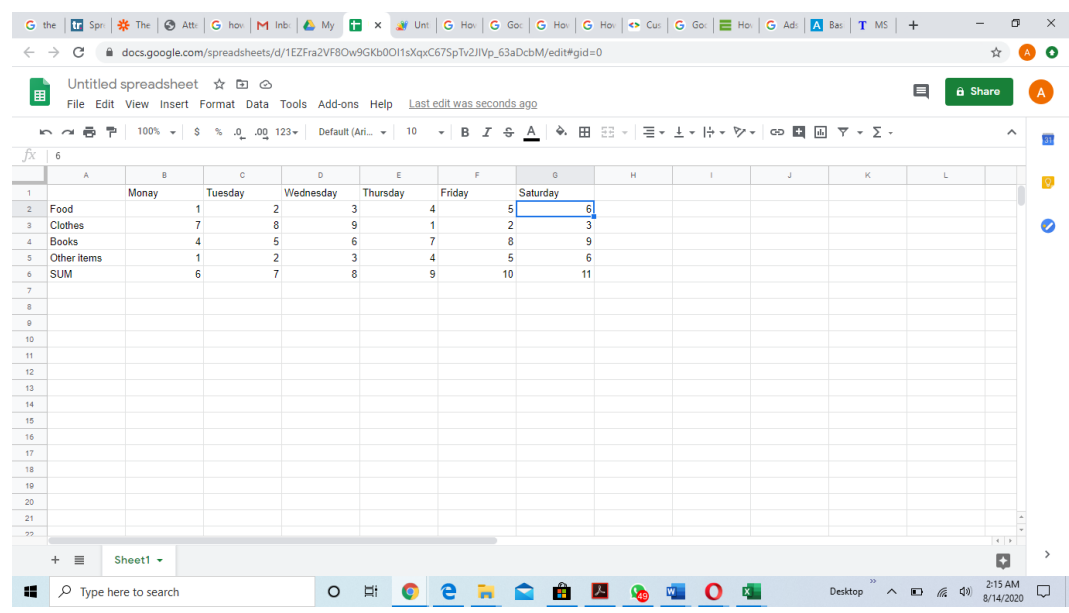 the Spr The Atte how Inb My Unt Hov Goo Hov Hov Cus Goo Hov Ads Bas MS
docs.google.com/spreadsheets/d/1EZFra2VF8Ow9GKb0OI1sXqxC67SpTv2JIVp_63aDcbM/edit#gid=0 A
Untitled spreadsheet
File Edit View Insert Format Data Tools Add-ons Help Last edit was seconds ago
Share A
100% $ % .0 .00 123 Default (Ari... 10 B I S A
fx 6
A B C D E F G H I J K L
1 Monay Tuesday Wednesday Thursday Friday Saturday
2 Food 1 2 3 4 5 6
3 Clothes 7 8 9 1 2 3
4 Books 4 5 6 7 8 9
5 Other items 1 2 3 4 5 6
6 SUM 6 7 8 9 10 11
7
8
9
10
11
12
13
14
15
16
17
18
19
20
21
22
Sheet1
Type here to search 49 Desktop 2:15 AM
8/14/2020